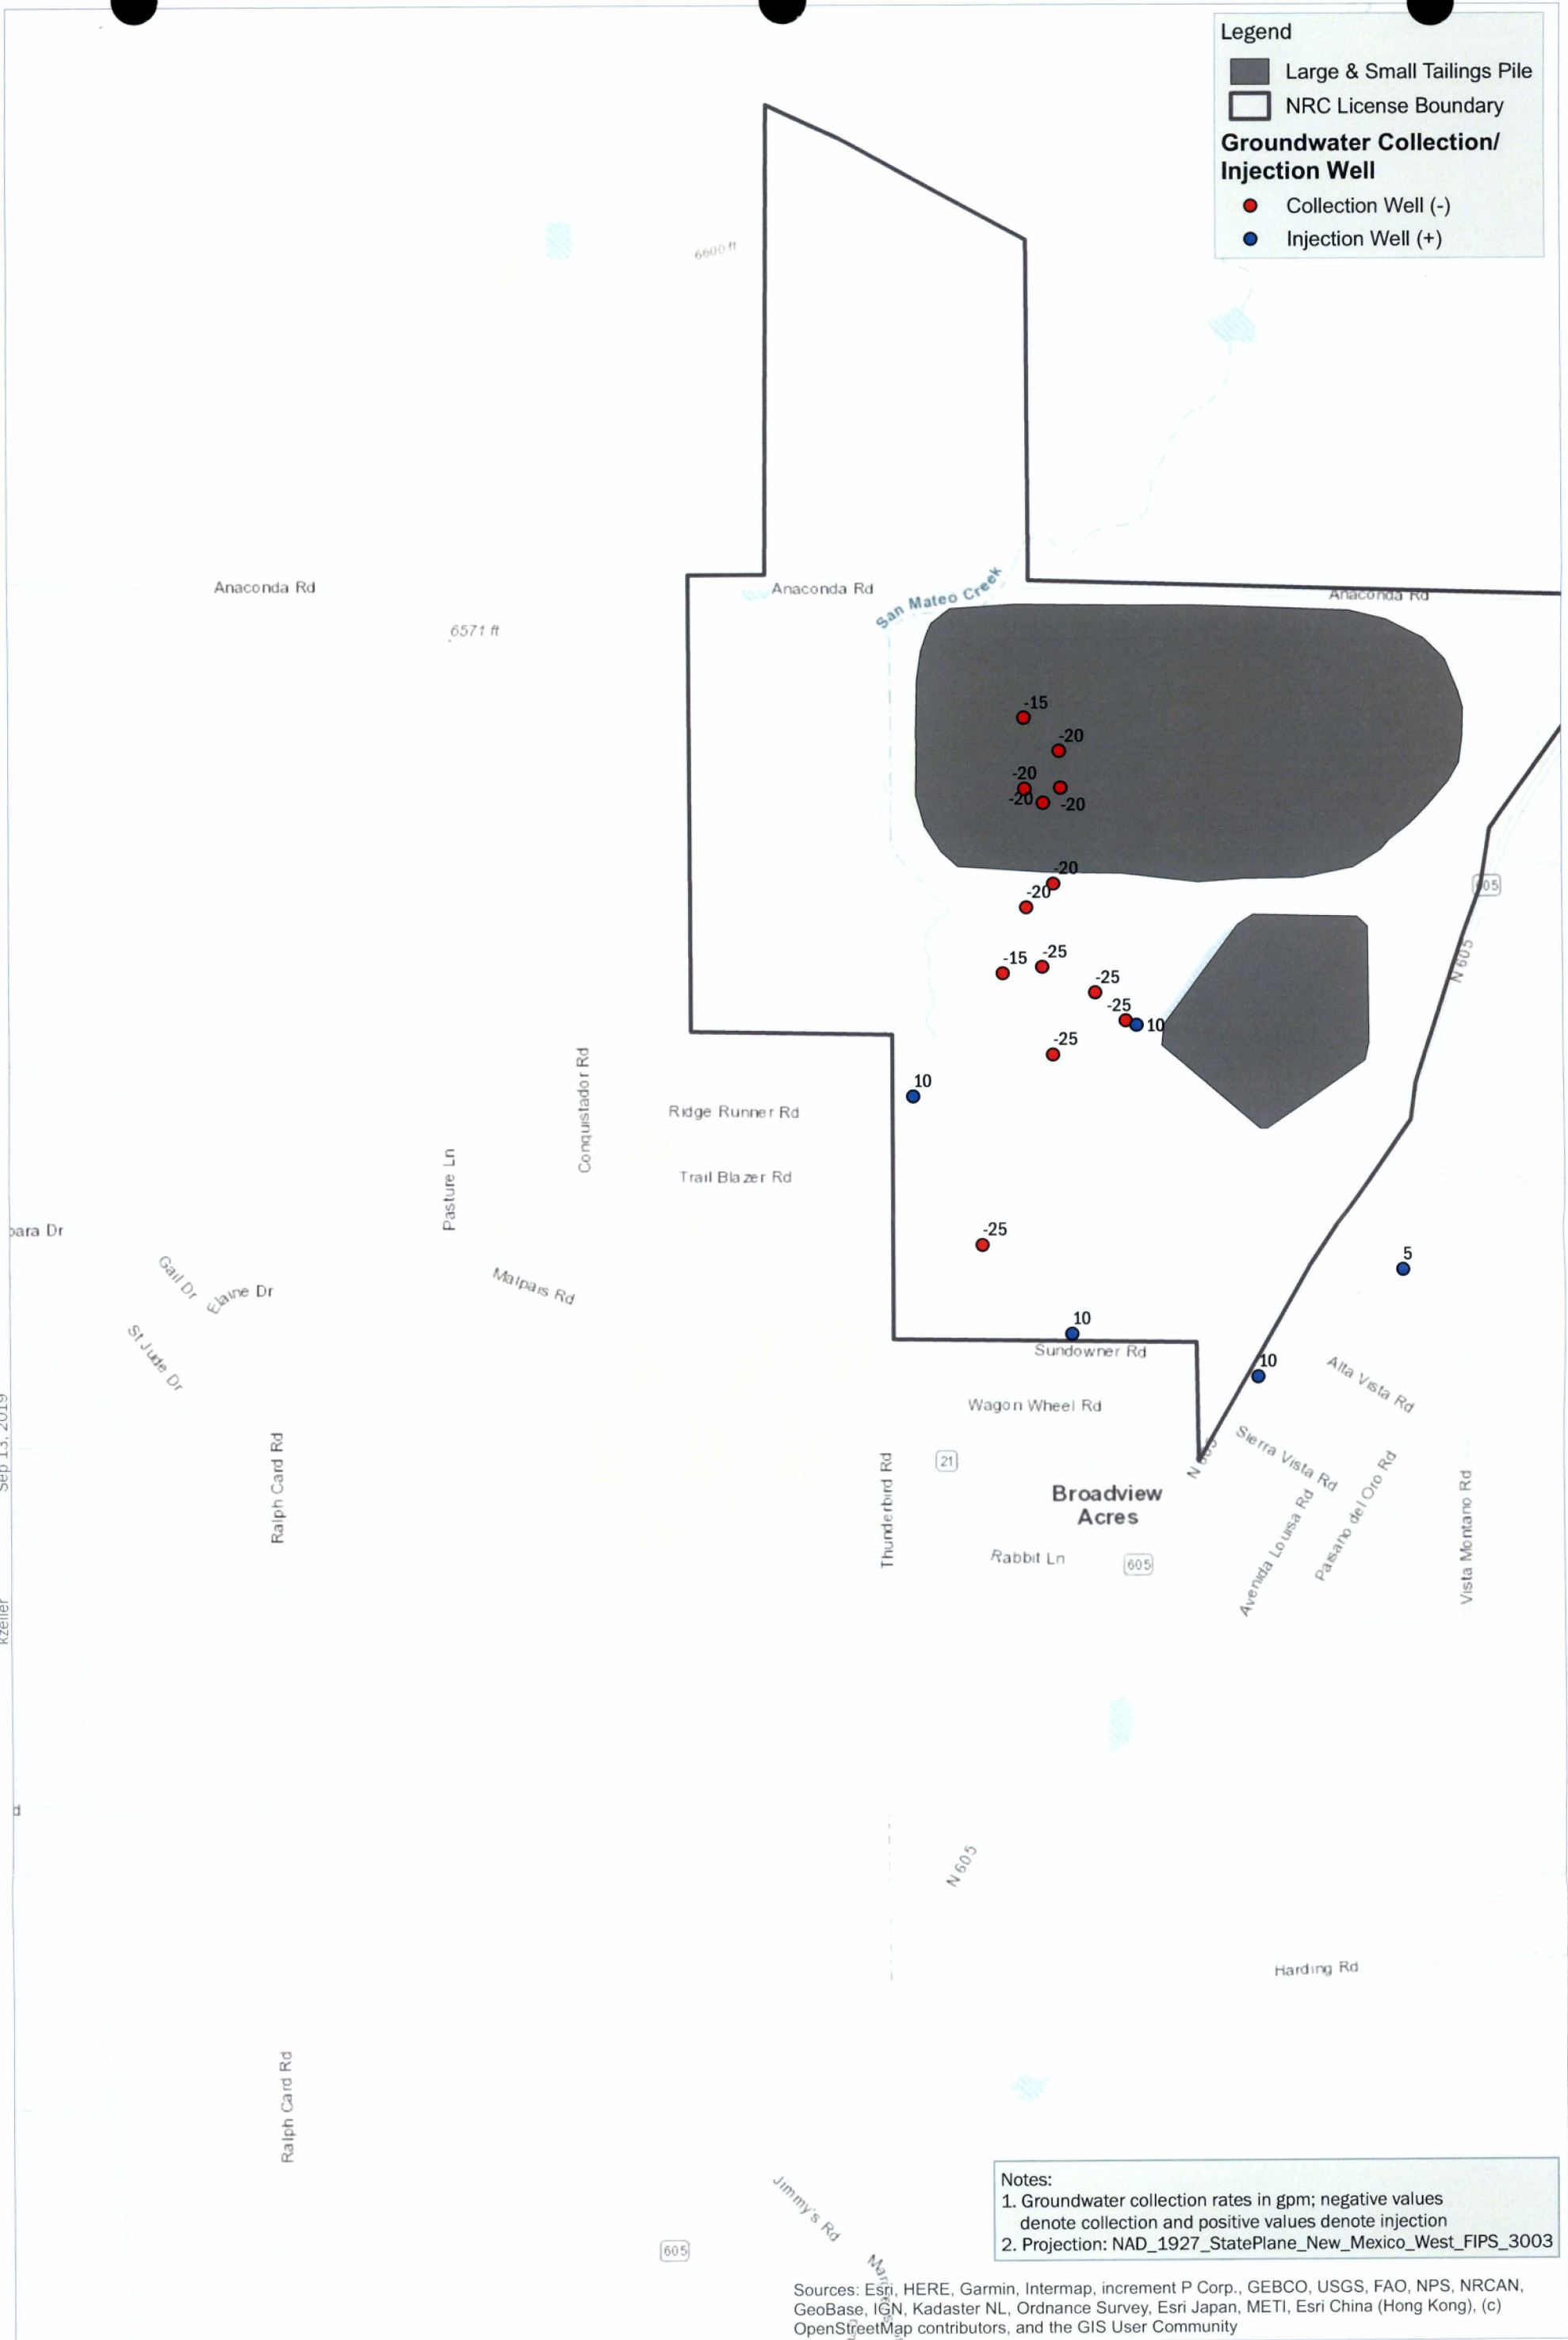 Legend
Large & Small Tailings Pile
NRC License Boundary
Groundwater Collection/
Injection Well
Collection Well (-)
Injection Well (+)
6600 ft
Anaconda Rd
Anaconda Rd
San Mateo Creek
Anaconda Rd
6571 ft
-15
-20
-20
-20
-20
-20
-20
605
N 605
-15
-25
-25
-25
10
-25
10
Conquistador Rd
Ridge Runner Rd
Pasture Ln
Trail Blazer Rd
-25
para Dr
Gail Dr
Elaine Dr
Malpais Rd
5
St Jude Dr
10
Sundowner Rd
10
Alta Vista Rd
Wagon Wheel Rd
Sep 13, 2019
Ralph Card Rd
Thunderbird Rd
21
N 605
Sierra Vista Rd
Broadview
Acres
Avenida Louisa Rd
Paisano del Oro Rd
Vista Montano Rd
Rabbit Ln
605
kzeller
d
N 605
Harding Rd
Ralph Card Rd
Jimmy's Rd
605
Notes:
1. Groundwater collection rates in gpm; negative values
denote collection and positive values denote injection
2. Projection: NAD_1927_StatePlane_New_Mexico_West_FIPS_3003
Sources: Esri, HERE, Garmin, Intermap, increment P Corp., GEBCO, USGS, FAO, NPS, NRCAN,
GeoBase, IGN, Kadaster NL, Ordnance Survey, Esri Japan, METI, Esri China (Hong Kong), (c)
OpenStreetMap contributors, and the GIS User Community